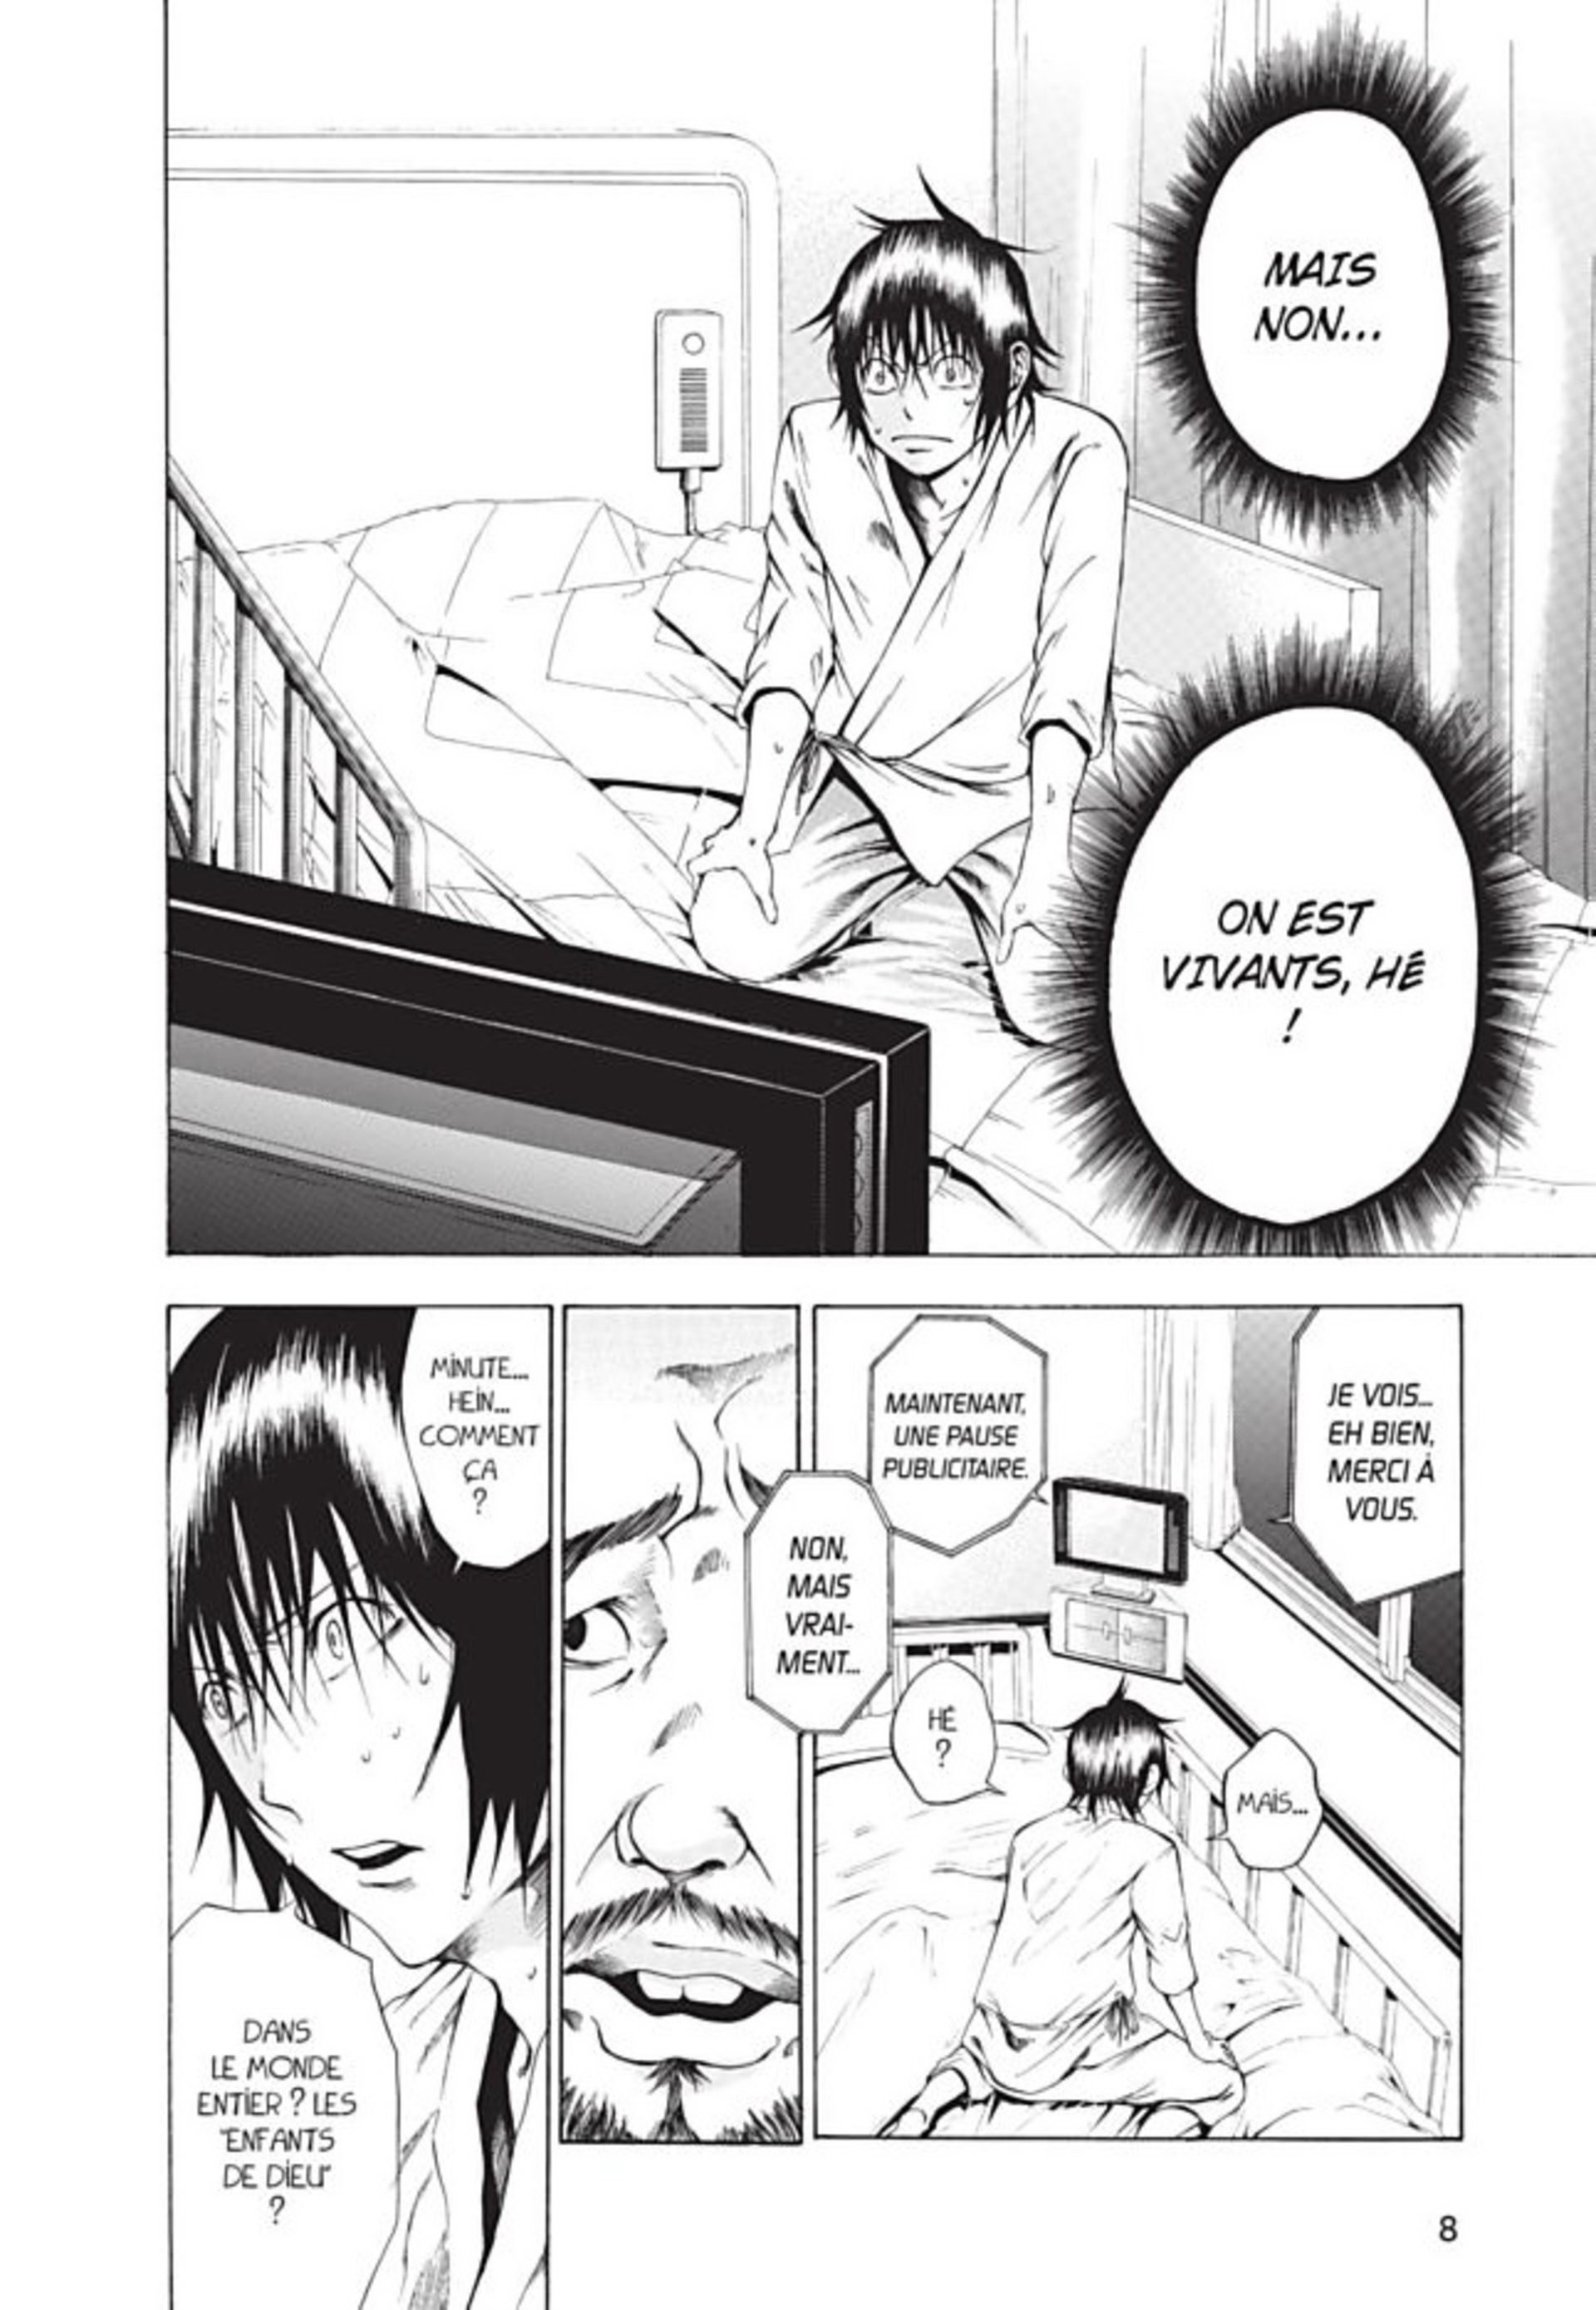 MAIS
NON...
ON EST
VIVANTS, HÉ
!
JE VOIS...
EH BIEN,
MERCI À
VOUS.
MAINTENANT,
UNE PAUSE
PUBLICITAIRE.
MAIS...
HÉ
?
NON,
MAIS
VRAI-
MENT...
MINUTE...
HEIN...
COMMENT
ÇA
?
DANS
LE MONDE
ENTIER ? LES
"ENFANTS
DE DIEU"
?
8